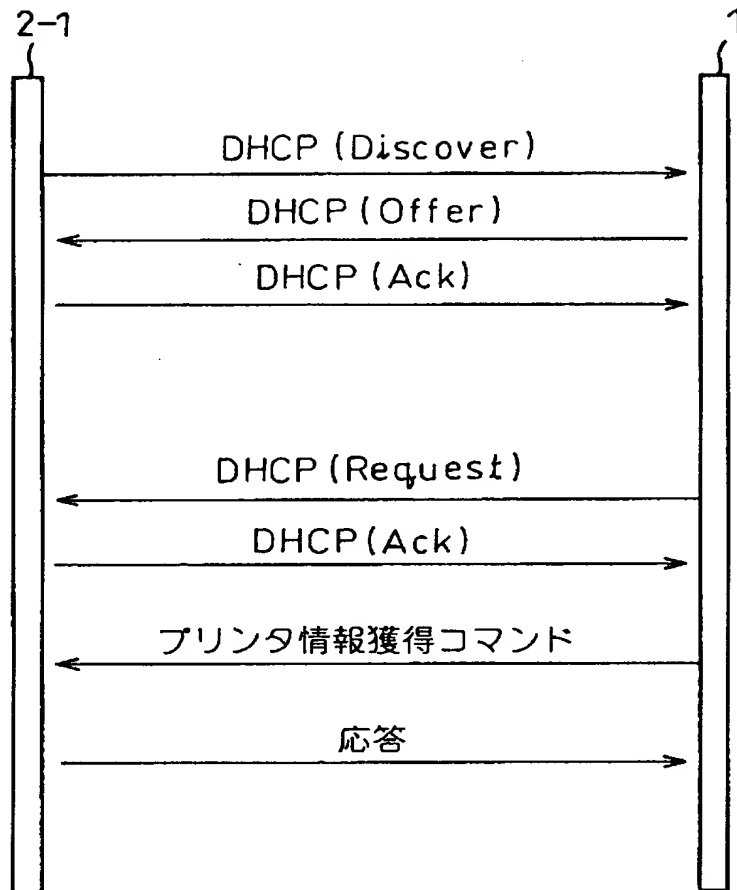 2-1
1
DHCP (Discover)
DHCP (Offer)
DHCP (Ack)
DHCP (Request)
DHCP (Ack)
プリンタ情報獲得コマンド
応答